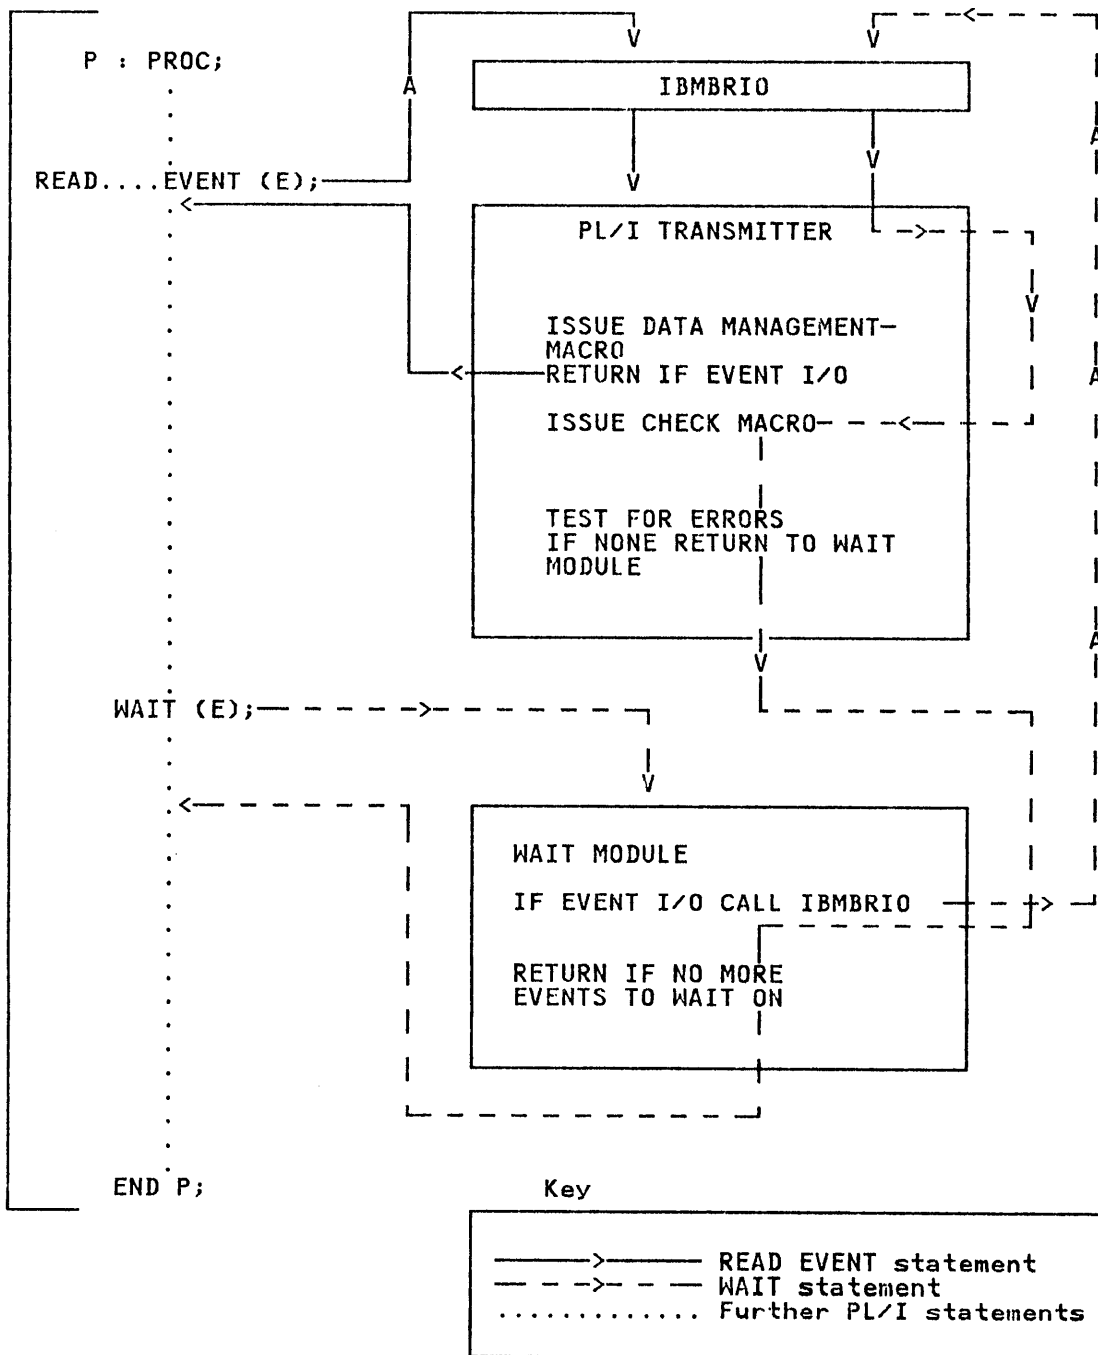 P : PROC;
IBMBRIO
READ....EVENT (E);
PL/I TRANSMITTER
ISSUE DATA MANAGEMENT-
MACRO
RETURN IF EVENT I/O
ISSUE CHECK MACRO
TEST FOR ERRORS
IF NONE RETURN TO WAIT
MODULE
WAIT (E);
WAIT MODULE
IF EVENT I/O CALL IBMBRIO
RETURN IF NO MORE
EVENTS TO WAIT ON
END P;
Key
READ EVENT statement
WAIT statement
Further PL/I statements